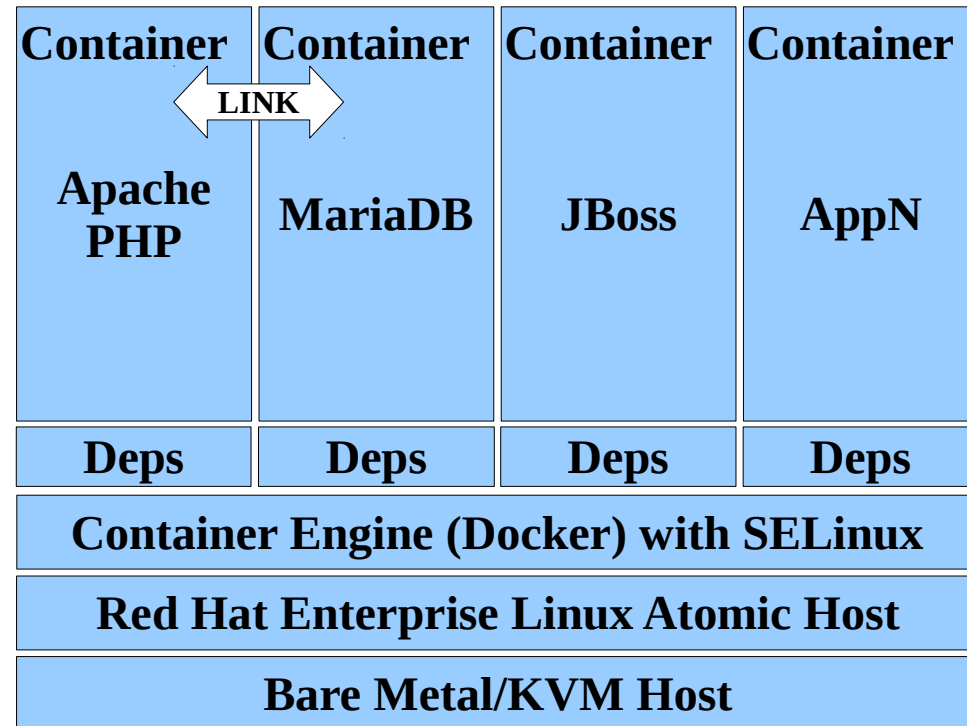 Container
Container
Container
Container
LINK
Apache
PHP
MariaDB
JBoss
AppN
Deps
Deps
Deps
Deps
Container Engine (Docker) with SELinux
Red Hat Enterprise Linux Atomic Host
Bare Metal/KVM Host